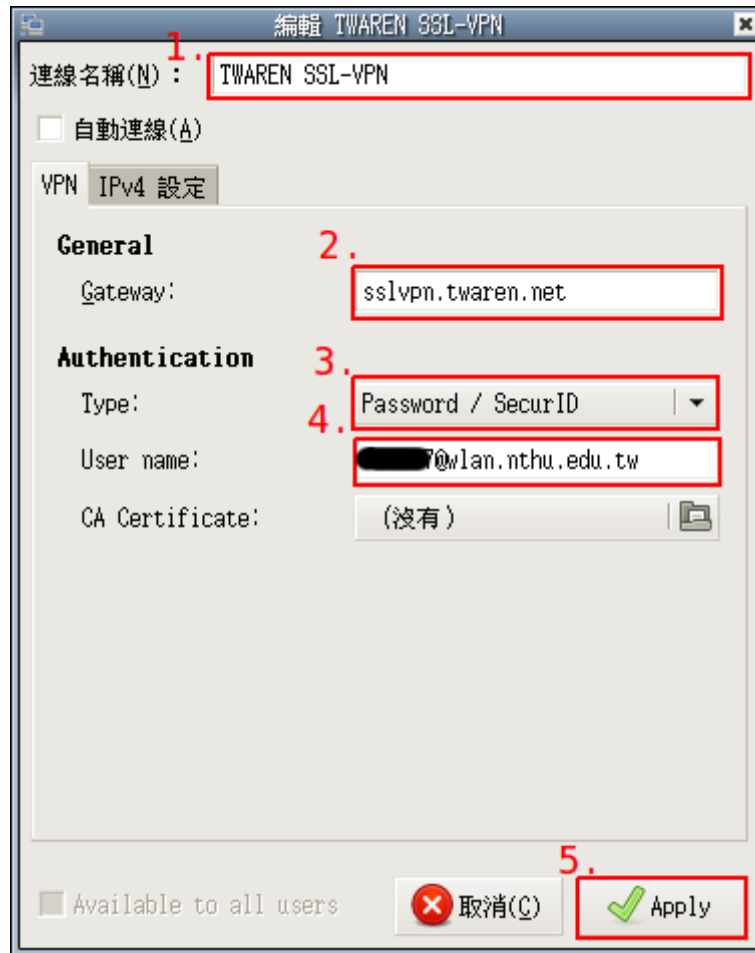 編輯 TWAREN SSL-VPN
1.
連線名稱(N) : TWAREN SSL-VPN
自動連線(A)
VPN IPv4 設定
General
2.
Gateway: sslvpn.twaren.net
Authentication
3.
Type: Password / SecurID
4.
User name: 7@wlan.nthu.edu.tw
CA Certificate: (沒有)
5.
Available to all users 取消(C) Apply